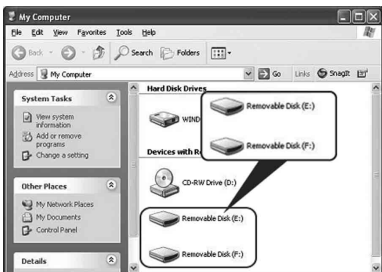 My Computer
File Edit View Favorites Tools Help
Back Search Folders
Address My Computer Go Links SnagIt
System Tasks
View system
information
Add or remove
programs
Change a setting
Other Places
My Network Places
My Documents
Control Panel
Details
Hard Disk Drives
WIND
Removable Disk (E:)
Removable Disk (F:)
Devices with R
CD-RW Drive (D:)
Removable Disk (E:)
Removable Disk (F:)